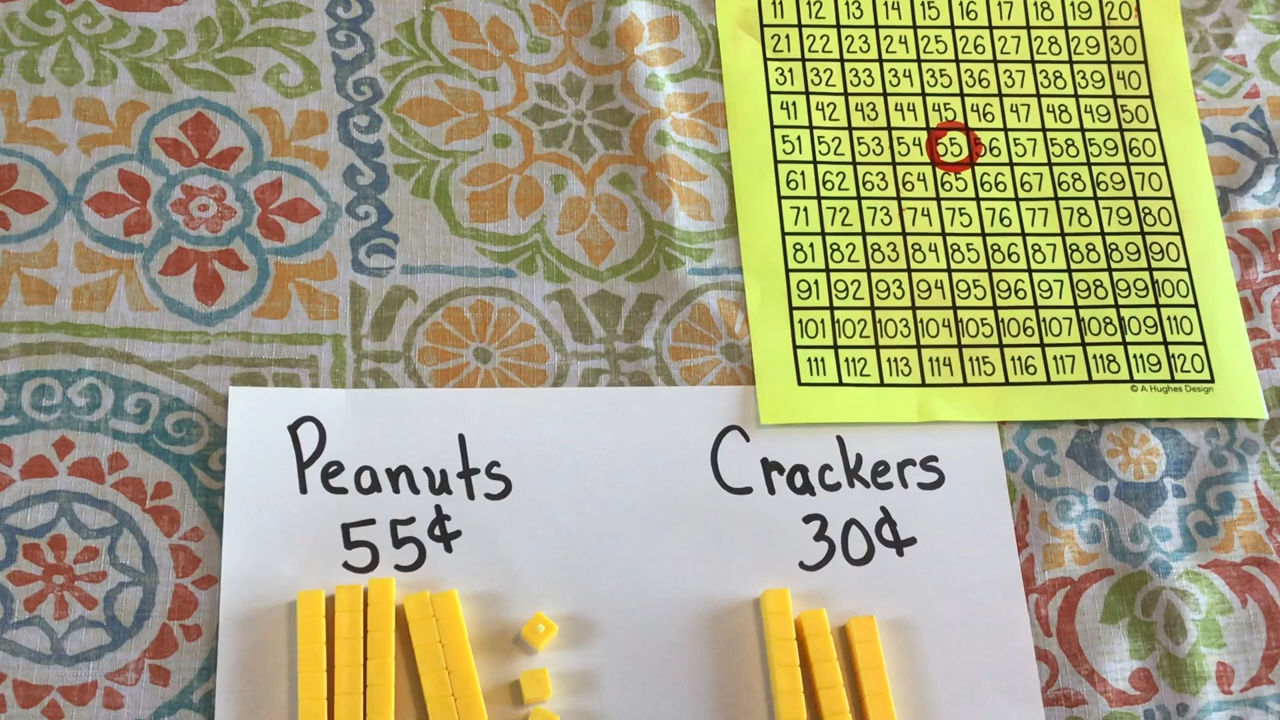 11 12 13 14 15 16 17 18 19 20
21 22 23 24 25 26 27 28 29 30
31 32 33 34 35 36 37 38 39 40
41 42 43 44 45 46 47 48 49 50
51 52 53 54 55 56 57 58 59 60
61 62 63 64 65 66 67 68 69 70
71 72 73 74 75 76 77 78 79 80
81 82 83 84 85 86 87 88 89 90
91 92 93 94 95 96 97 98 99 100
101 102 103 104 105 106 107 108 109 110
111 112 113 114 115 116 117 118 119 120
© A Hughes Design
Peanuts
55¢
Crackers
30¢